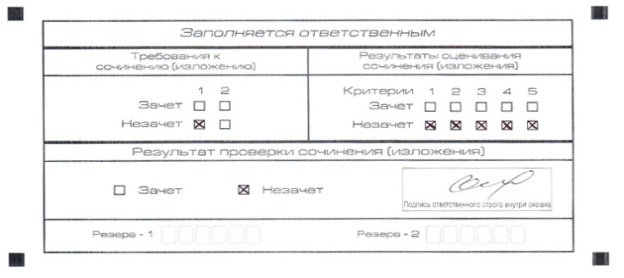 Заполняется ответственным
Требования к
сочинению (изложению)
Результаты оценивания
сочинения (изложения)
1 2
Критерии 1 2 3 4 5
Зачет
Зачет
Незачет
Незачет
Результат проверки сочинения (изложения)
Зачет
Незачет
Подпись ответственного строго внутри окошка
Резерв - 1
Резерв - 2